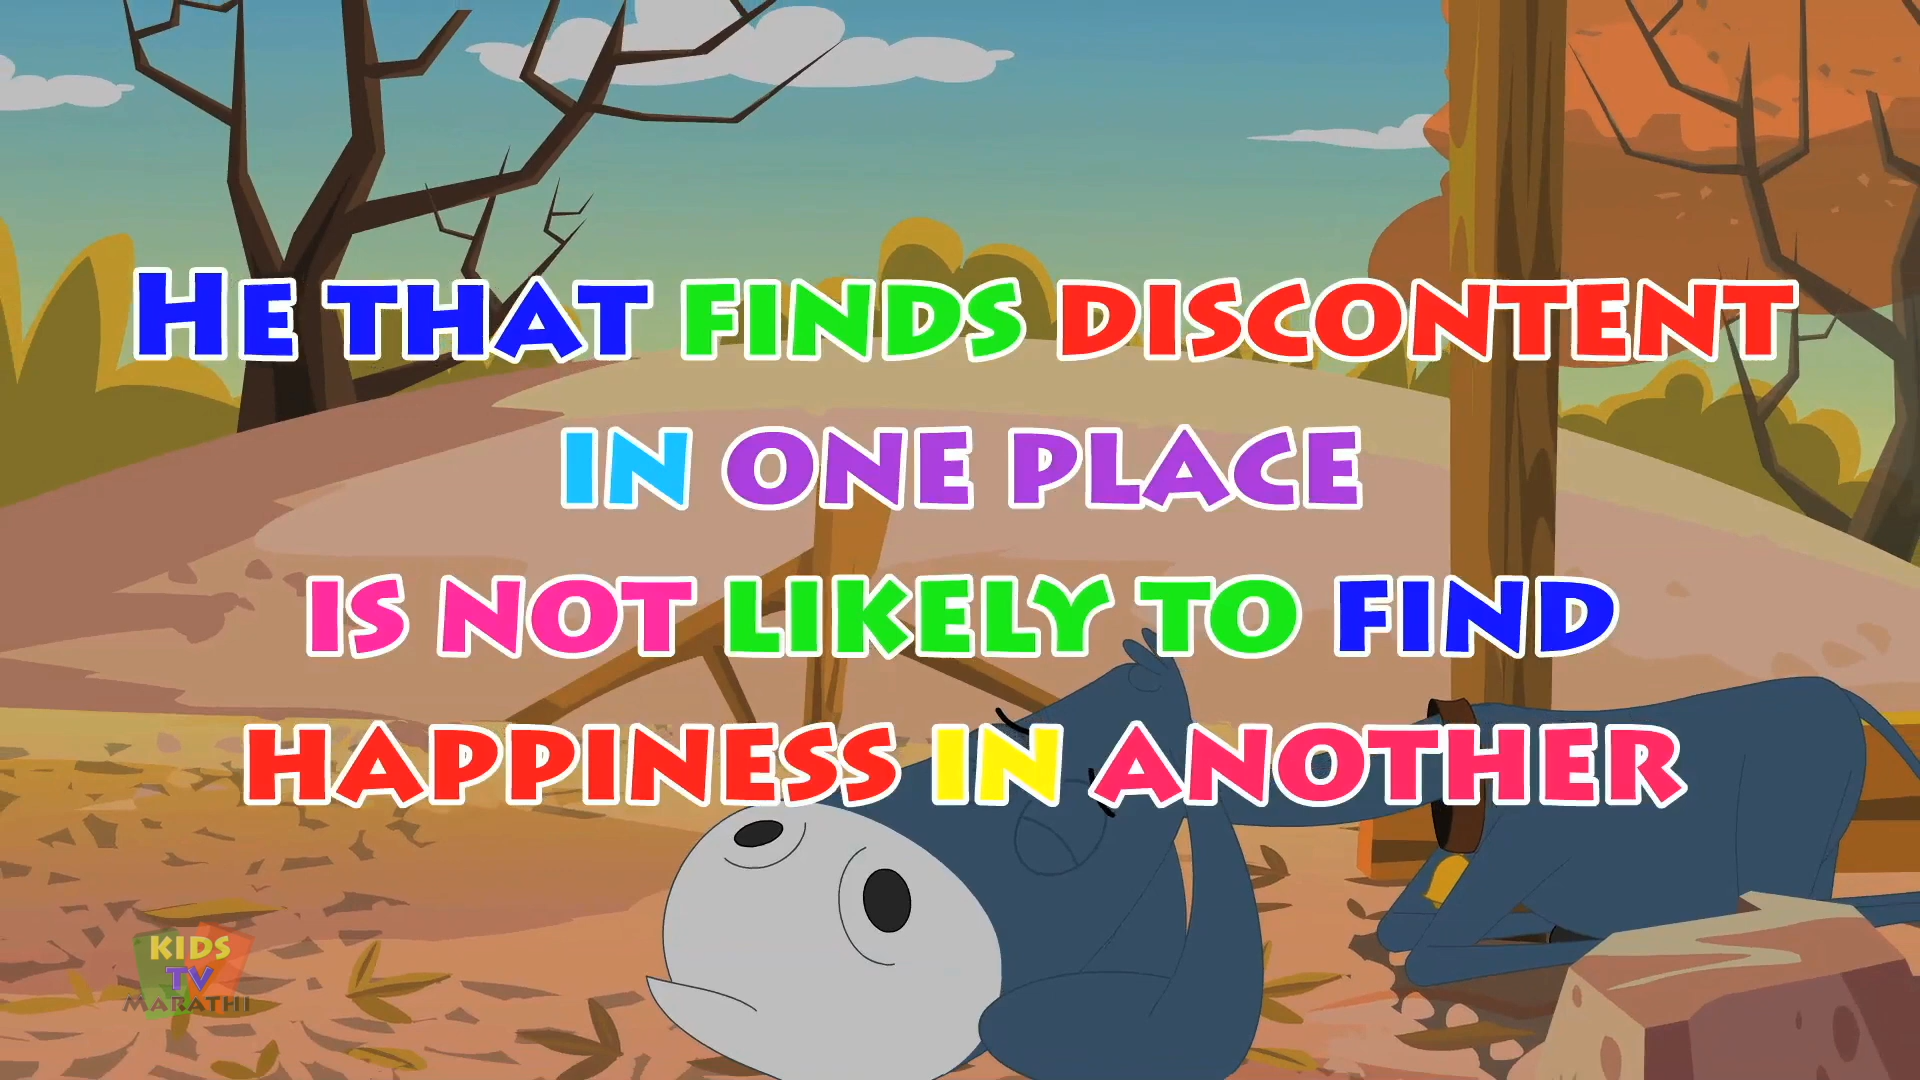 HE THAT FINDS DISCONTENT
IN ONE PLACE
IS NOT LIKELY TO FIND
HAPPINESS IN ANOTHER
KIDS
TV
MARATHI